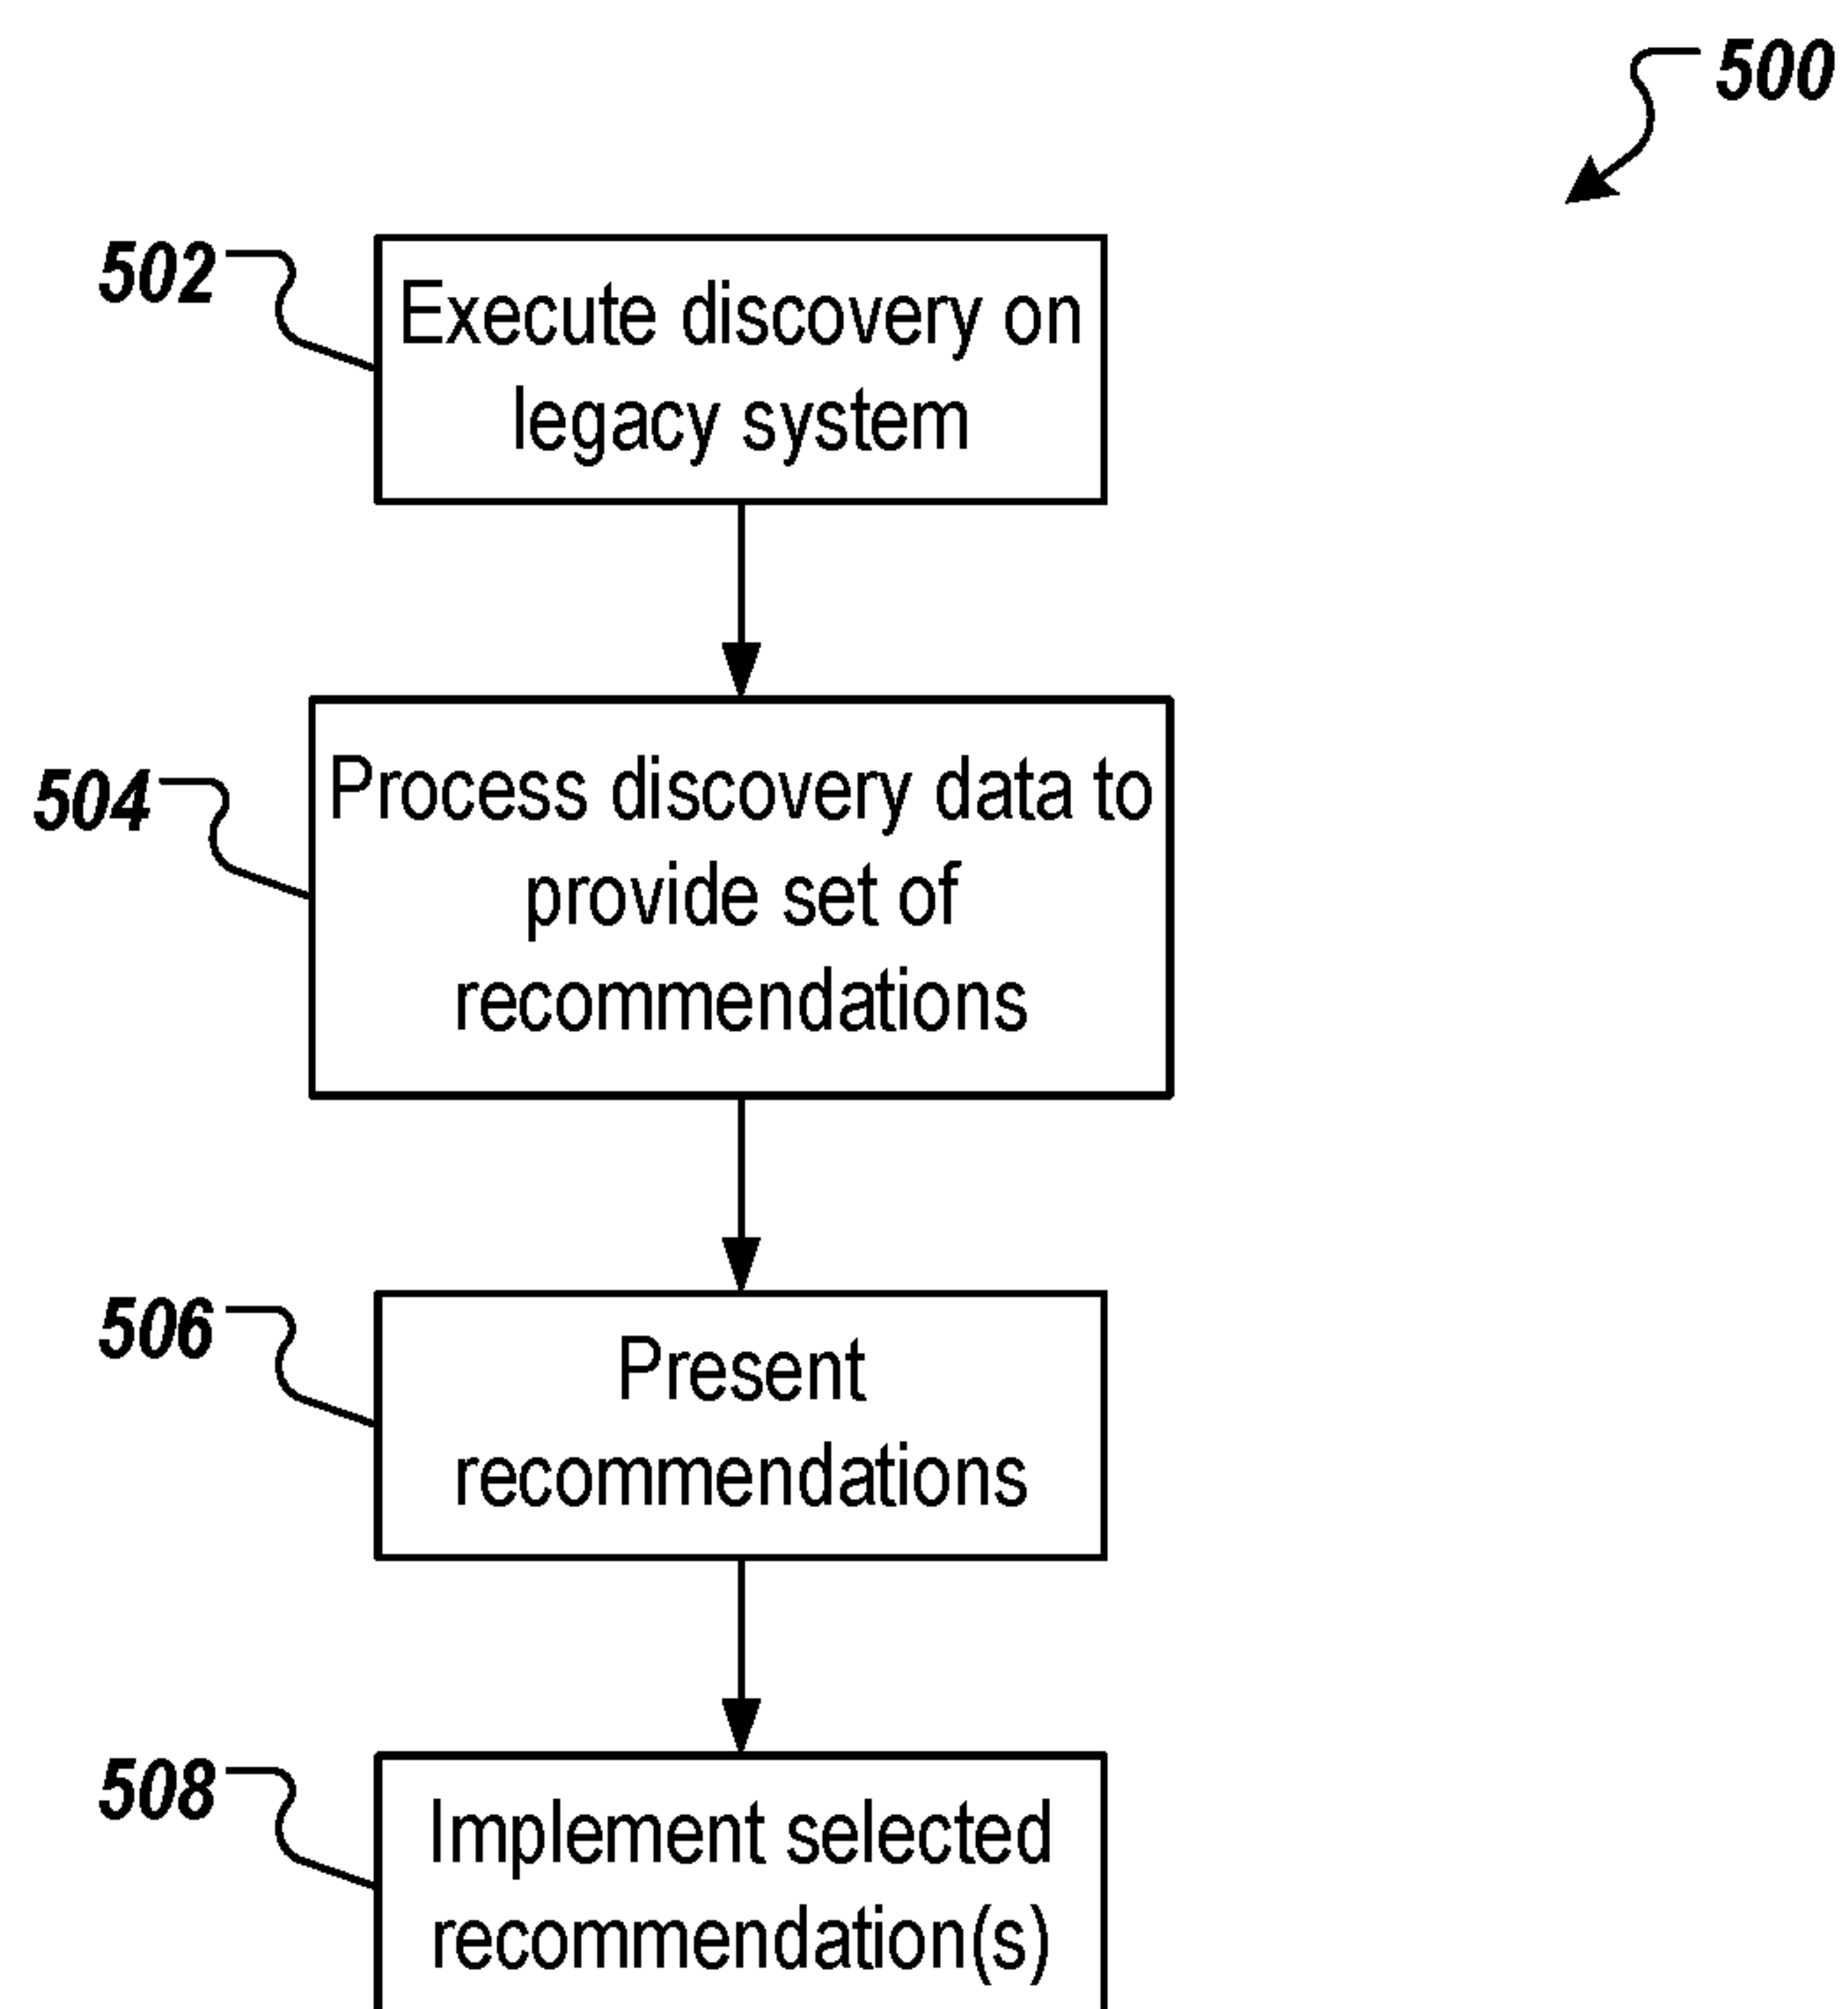 500
502
Execute discovery on
legacy system
504
Process discovery data to
provide set of
recommendations
506
Present
recommendations
508
Implement selected
recommendation(s)